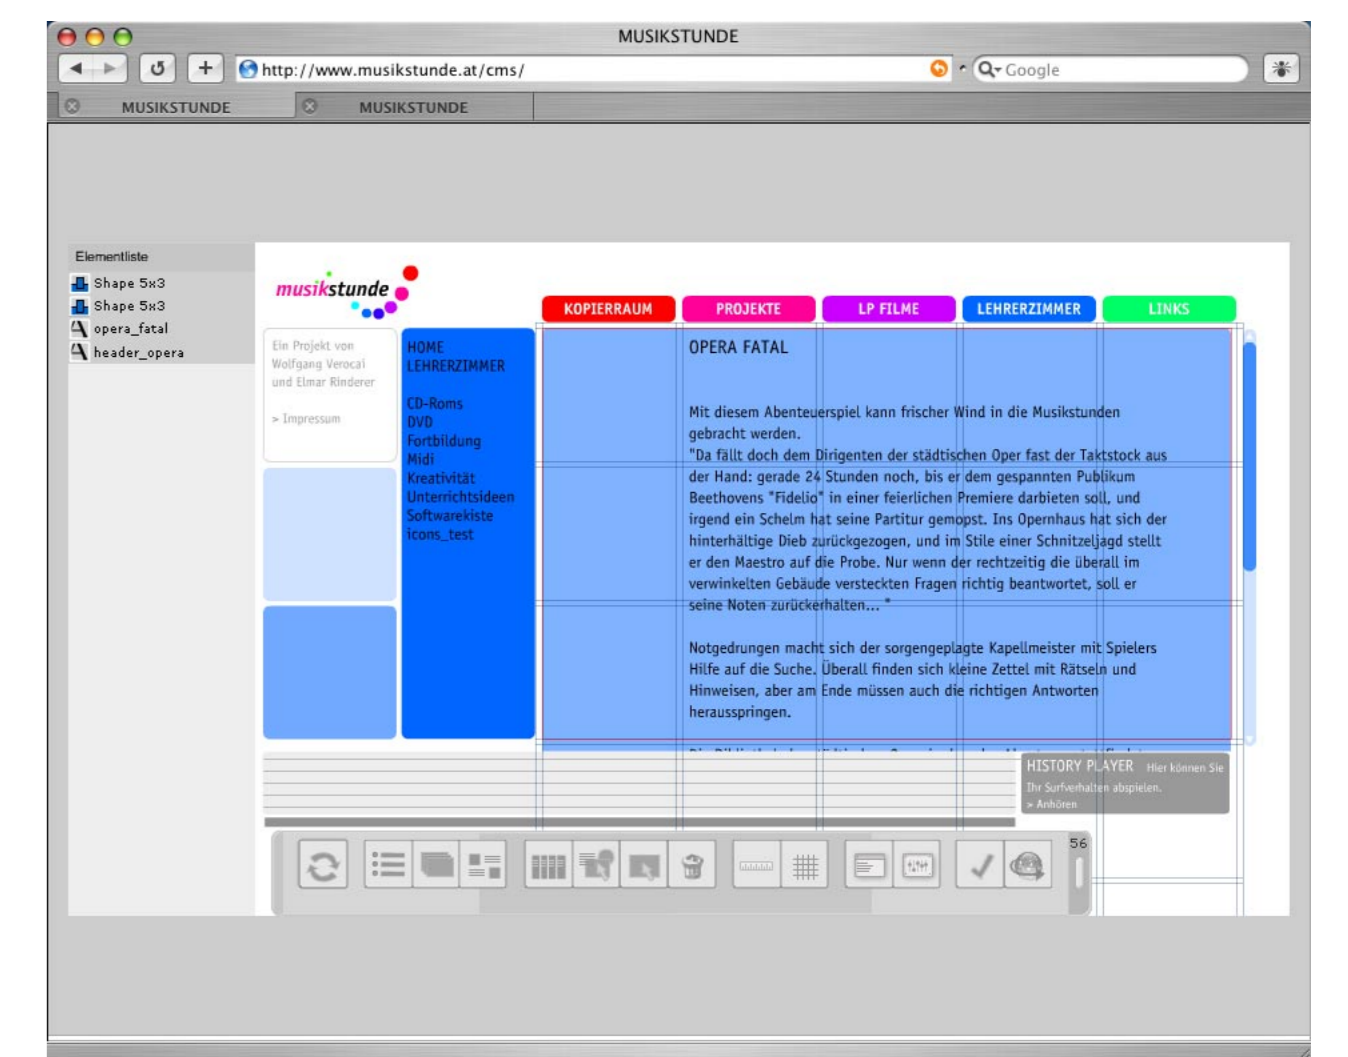 MUSIKSTUNDE
http://www.musikstunde.at/cms/
Google
MUSIKSTUNDE
MUSIKSTUNDE
Elementliste
Shape 5x3
Shape 5x3
opera_fatal
header_opera
musikstunde
KOPIERRAUM
PROJEKTE
LP FILME
LEHRERZIMMER
LINKS
Ein Projekt von
Wolfgang Verocai
und Elmar Rinderer
> Impressum
HOME
LEHRERZIMMER
CD-Roms
DVD
Fortbildung
Midi
Kreativität
Unterrichtsideen
Softwarekiste
icons_test
OPERA FATAL
Mit diesem Abenteuerspiel kann frischer Wind in die Musikstunden
gebracht werden.
"Da fällt doch dem Dirigenten der städtischen Oper fast der Taktstock aus
der Hand: gerade 24 Stunden noch, bis er dem gespannten Publikum
Beethovens "Fidelio" in einer feierlichen Premiere darbieten soll, und
irgend ein Schelm hat seine Partitur gemopst. Ins Opernhaus hat sich der
hinterhältige Dieb zurückgezogen, und im Stile einer Schnitzeljagd stellt
er den Maestro auf die Probe. Nur wenn der rechtzeitig die überall im
verwinkelten Gebäude versteckten Fragen richtig beantwortet, soll er
seine Noten zurückerhalten... "
Notgedrungen macht sich der sorgengeplagte Kapellmeister mit Spielers
Hilfe auf die Suche. Überall finden sich kleine Zettel mit Rätseln und
Hinweisen, aber am Ende müssen auch die richtigen Antworten
herausspringen.
HISTORY PLAYER Hier können Sie
Ihr Surfverhalten abspielen.
> Anhören
56